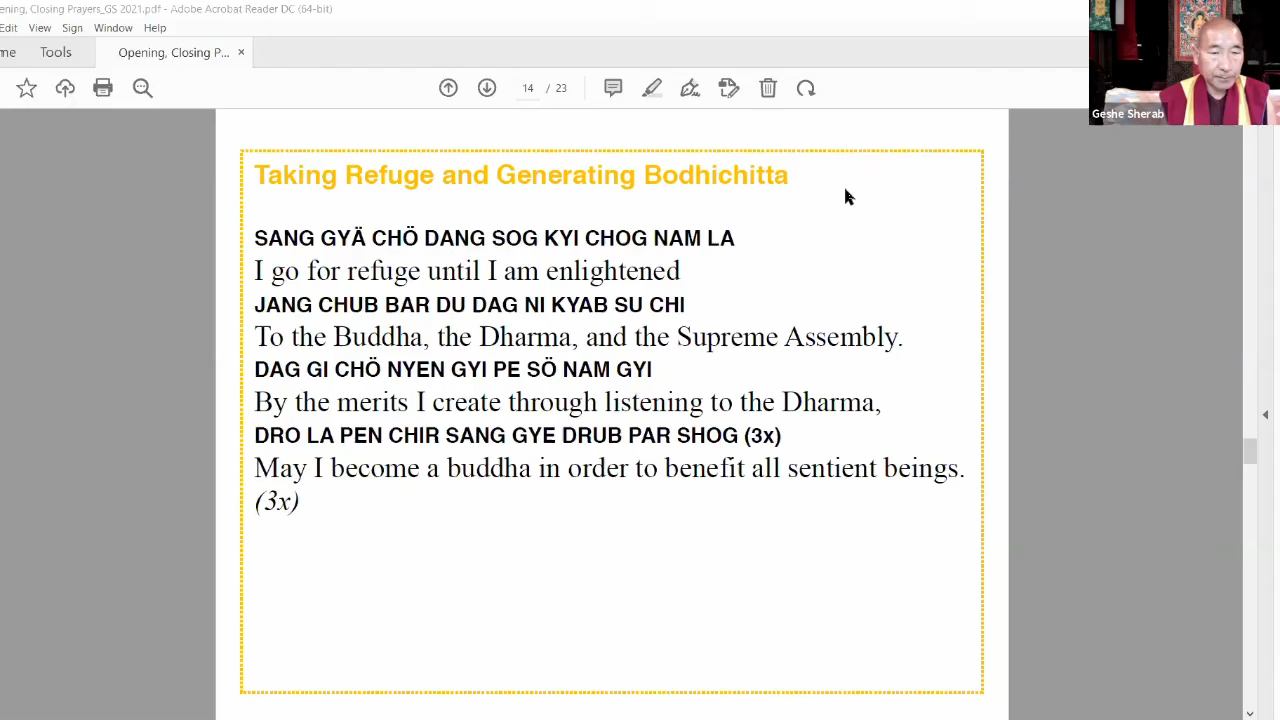 ening, Closing Prayers_GS 2021.pdf - Adobe Acrobat Reader DC (64-bit)
Edit View Sign Window Help
me Tools Opening, Closing P... ×
14 / 23
Geshe Sherab
Taking Refuge and Generating Bodhichitta
SANG GYÄ CHÖ DANG SOG KYI CHOG NAM LA
I go for refuge until I am enlightened
JANG CHUB BAR DU DAG NI KYAB SU CHI
To the Buddha, the Dharma, and the Supreme Assembly.
DAG GI CHÖ NYEN GYI PE SÖ NAM GYI
By the merits I create through listening to the Dharma,
DRO LA PEN CHIR SANG GYE DRUB PAR SHOG (3x)
May I become a buddha in order to benefit all sentient beings.
(3x)